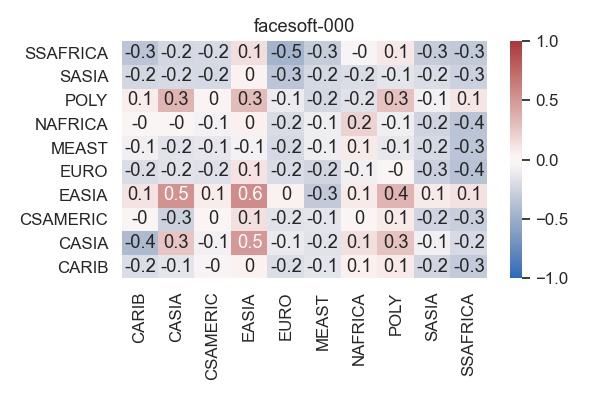 facesoft-000
SSAFRICA -0.3 -0.2 -0.2 0.1 -0.5 -0.3 -0 0.1 -0.3 -0.3
SASIA -0.2 -0.2 -0.2 0 -0.3 -0.2 -0.2 -0.1 -0.2 -0.3
POLY 0.1 0.3 0 0.3 -0.1 -0.2 -0.2 0.3 -0.1 0.1
NAFRICA -0 -0 -0.1 0 -0.2 -0.1 0.2 -0.1 -0.2 -0.4
MEAST -0.1 -0.2 -0.1 -0.1 -0.2 -0.1 0.1 -0.1 -0.2 -0.3
EURO -0.2 -0.2 -0.2 0.1 -0.2 -0.2 -0.1 -0 -0.3 -0.4
EASIA 0.1 0.5 0.1 0.6 0 -0.3 0.1 0.4 0.1 0.1
CSAMERIC -0 -0.3 0 0.1 -0.2 -0.1 0 0.1 -0.2 -0.3
CASIA -0.4 0.3 -0.1 0.5 -0.1 -0.2 0.1 0.3 -0.1 -0.2
CARIB -0.2 -0.1 -0 0 -0.2 -0.1 0.1 0.1 -0.2 -0.3
CARIB CASIA CSAMERIC EASIA EURO MEAST NAFRICA POLY SASIA SSAFRICA
1.0
0.5
0.0
−0.5
−1.0